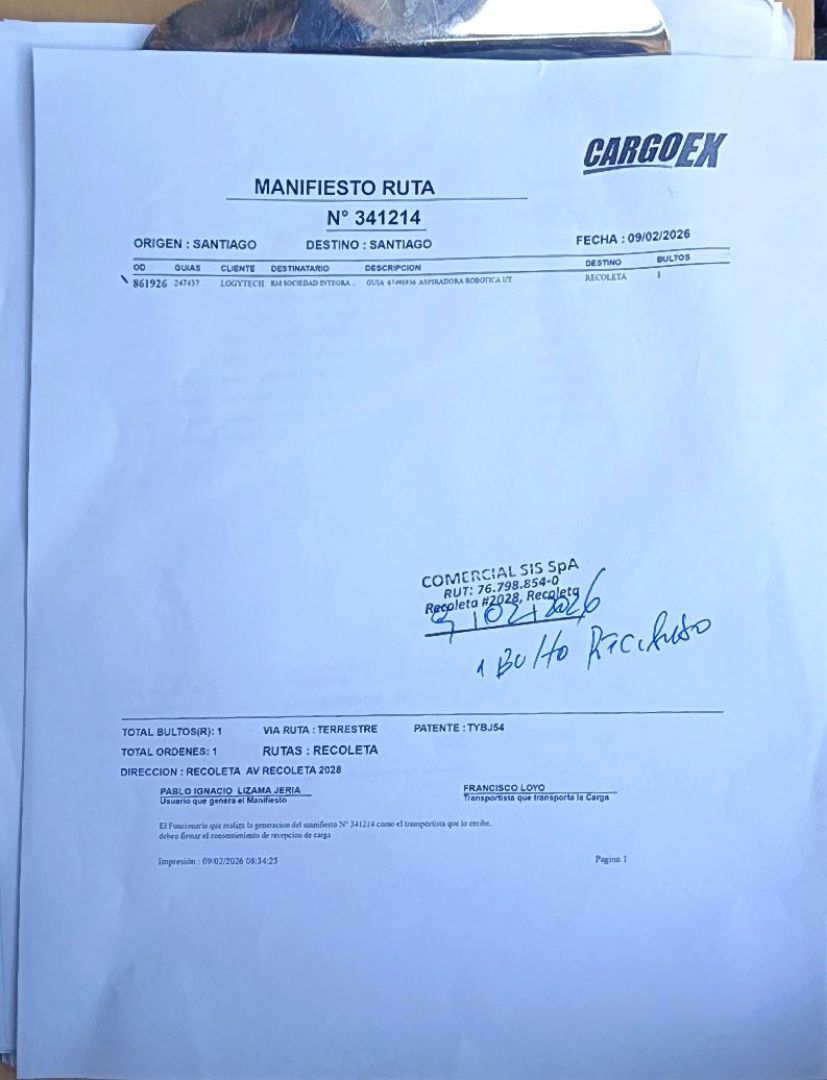 CARGOEX
MANIFIESTO RUTA
N° 341214
ORIGEN : SANTIAGO DESTINO : SANTIAGO FECHA : 09/02/2026
OD GUIAS CLIENTE DESTINATARIO DESCRIPCION DESTINO BULTOS
861926 247437 LOGYTECH RM SOCIEDAD INTEGRA . GUIA ASPIRADORA ROBOTICA UT RECOLETA 1
COMERCIAL SIS SpA
RUT: 76.798.854-0
Recoleta #2028, Recoleta
9/02/2026
1 Bulto
TOTAL BULTOS(R): 1 VIA RUTA : TERRESTRE PATENTE : TYBJ54
TOTAL ORDENES: 1 RUTAS : RECOLETA
DIRECCION : RECOLETA AV RECOLETA 2028
PABLO IGNACIO LIZAMA JERIA FRANCISCO LOYO
Usuario que genera el Manifiesto Transportista que transporta la Carga
El Funcionario que realiza la generacion del manifiesto N° 341214 como el transportista que lo recibe,
deben firmar el consentimiento de recepcion de carga
Impresión : 09/02/2026 08:34:25 Pagina 1